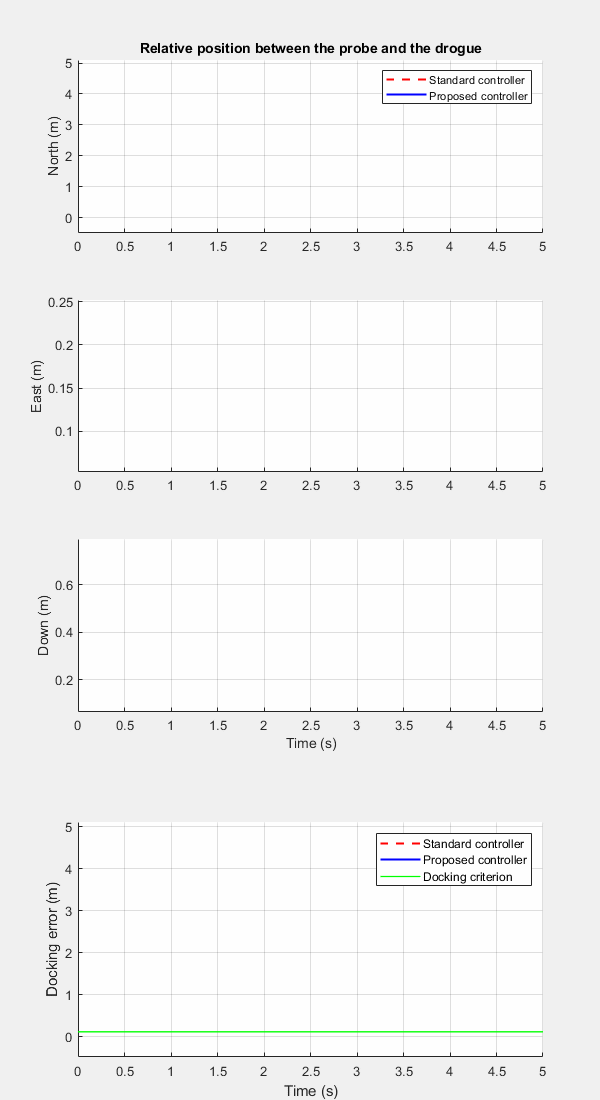 Relative position between the probe and the drogue
5
4
3
2
1
0
North (m)
Standard controller
Proposed controller
0 0.5 1 1.5 2 2.5 3 3.5 4 4.5 5
0.25
0.2
0.15
0.1
East (m)
0 0.5 1 1.5 2 2.5 3 3.5 4 4.5 5
0.6
0.4
0.2
Down (m)
0 0.5 1 1.5 2 2.5 3 3.5 4 4.5 5
Time (s)
5
4
3
2
1
0
Docking error (m)
Standard controller
Proposed controller
Docking criterion
0 0.5 1 1.5 2 2.5 3 3.5 4 4.5 5
Time (s)